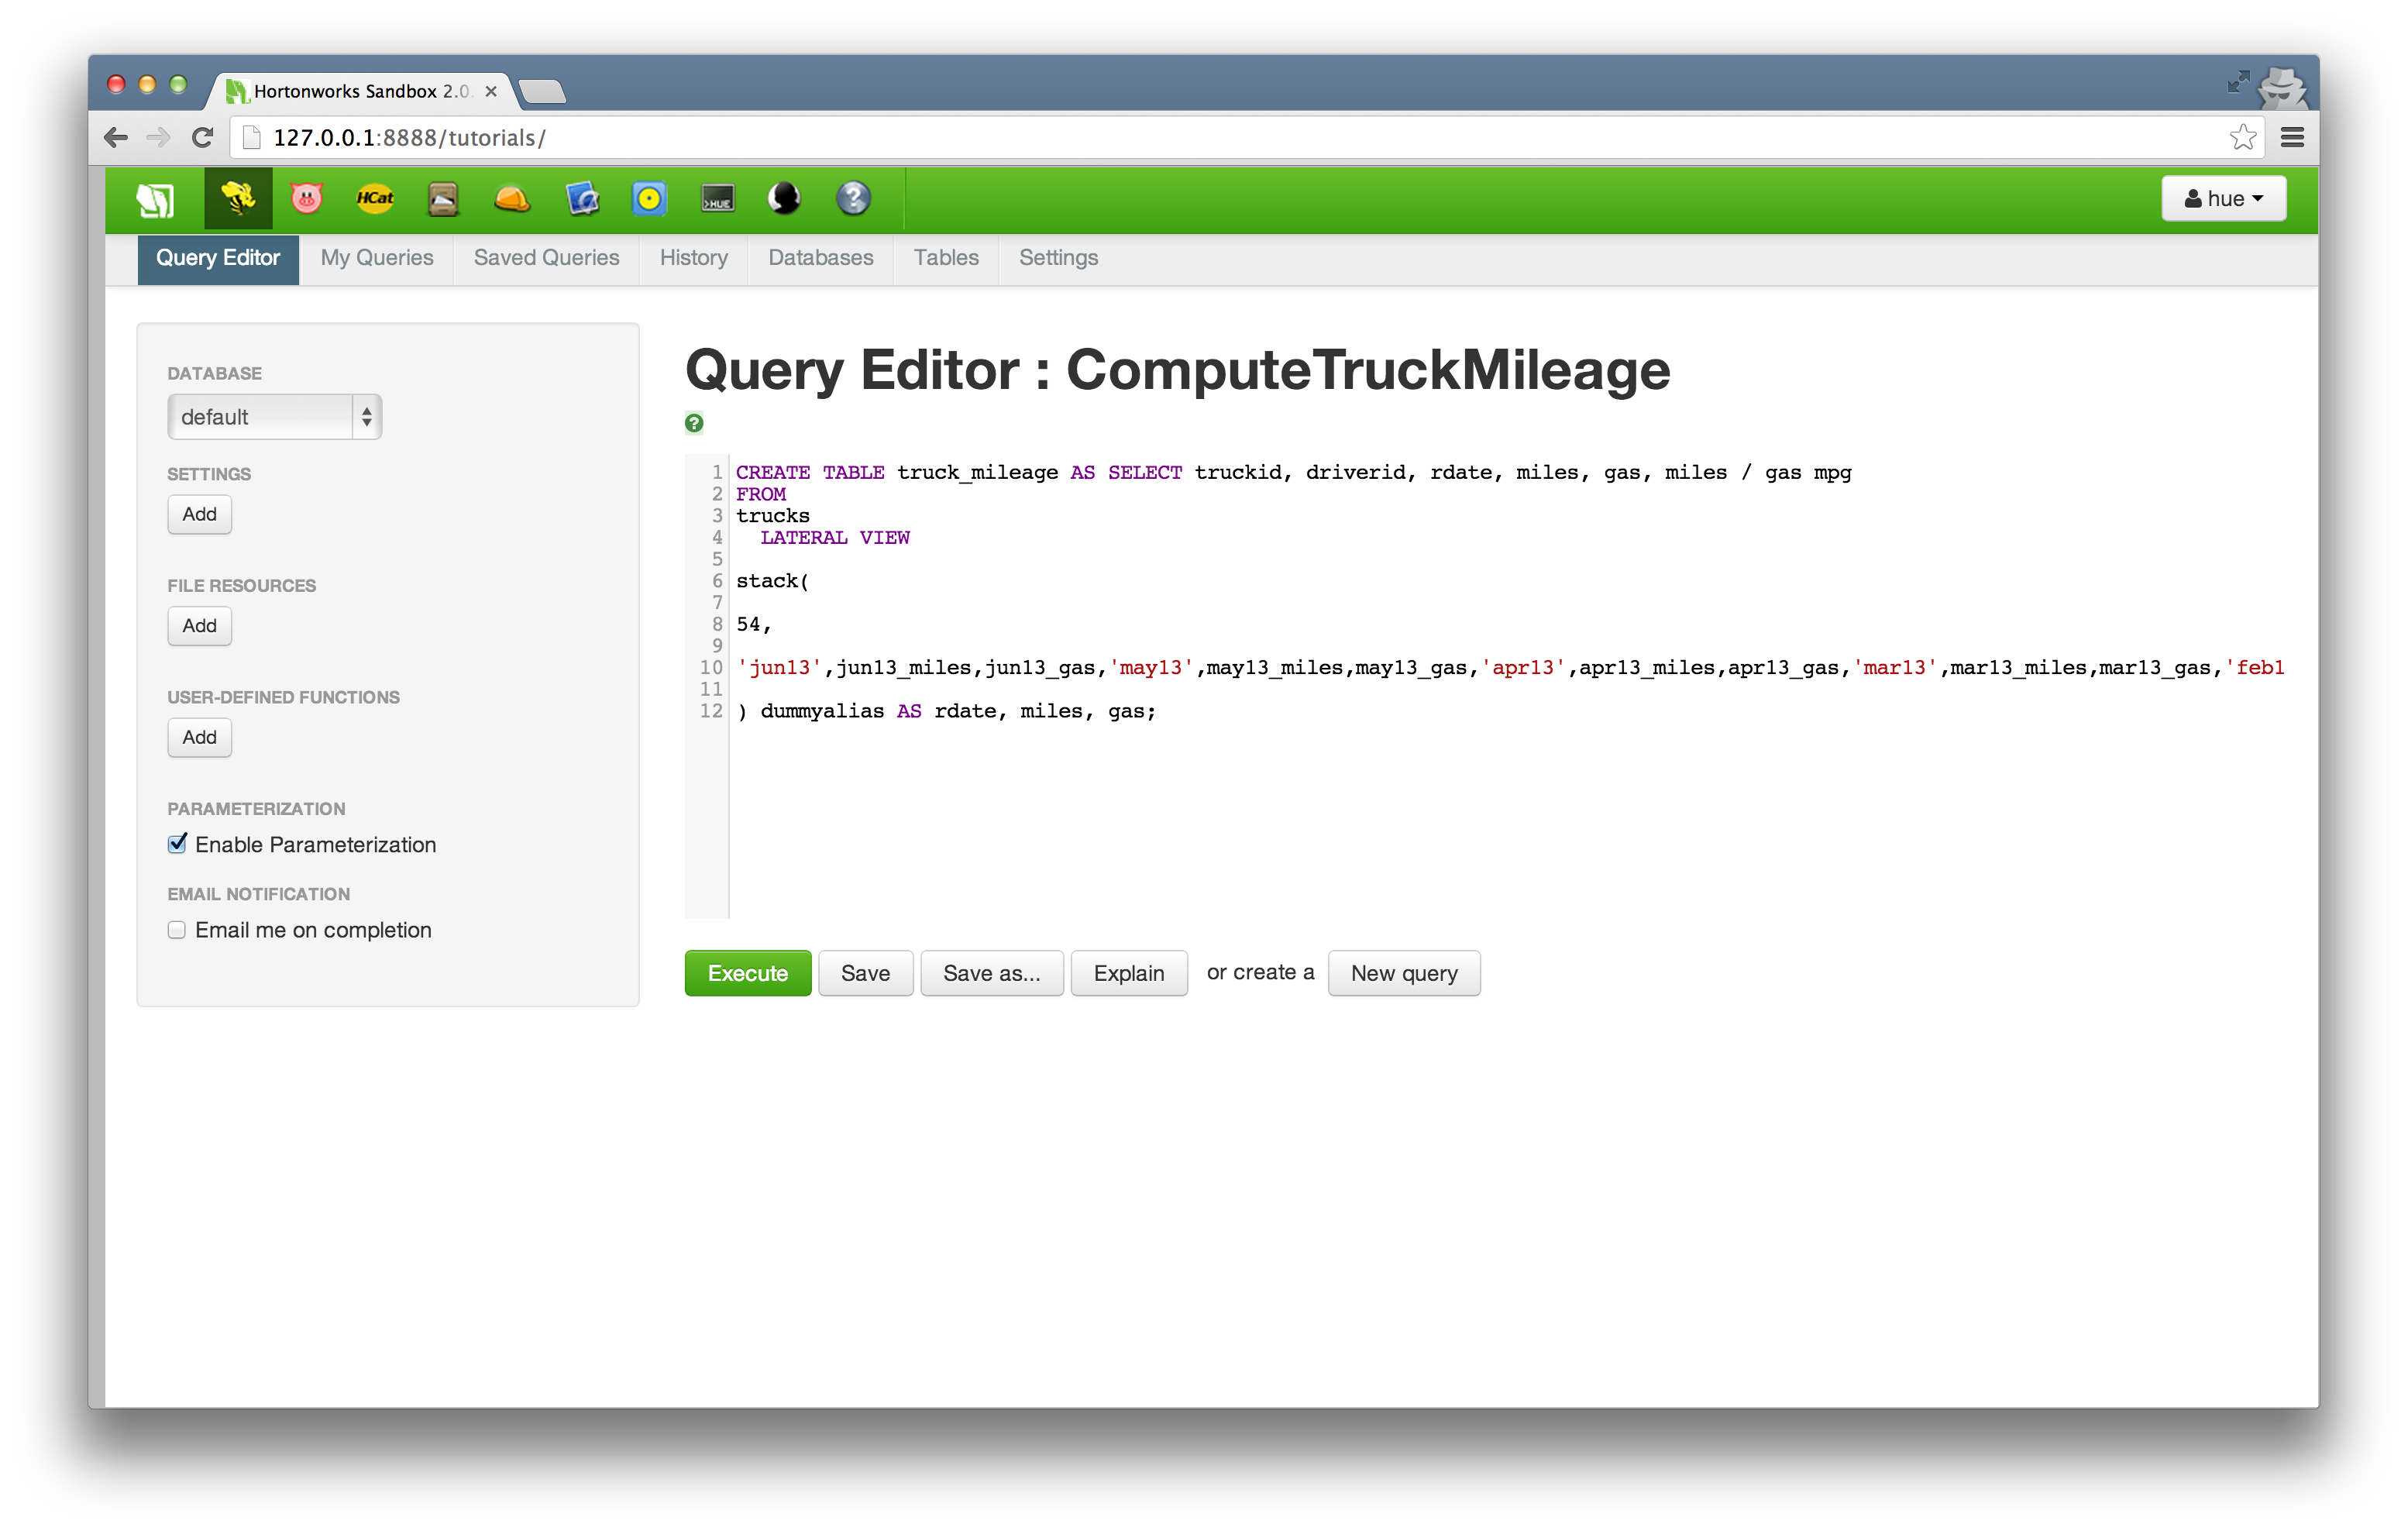 Hortonworks Sandbox 2.0
127.0.0.1:8888/tutorials/
HCat
>HUE
?
hue
Query Editor
My Queries
Saved Queries
History
Databases
Tables
Settings
DATABASE
default
SETTINGS
Add
FILE RESOURCES
Add
USER-DEFINED FUNCTIONS
Add
PARAMETERIZATION
Enable Parameterization
EMAIL NOTIFICATION
Email me on completion
Query Editor : ComputeTruckMileage
?
1 CREATE TABLE truck_mileage AS SELECT truckid, driverid, rdate, miles, gas, miles / gas mpg
2 FROM
3 trucks
4 LATERAL VIEW
5
6 stack(
7
8 54,
9
10 'jun13',jun13_miles,jun13_gas,'may13',may13_miles,may13_gas,'apr13',apr13_miles,apr13_gas,'mar13',mar13_miles,mar13_gas,'feb1
11
12 ) dummyalias AS rdate, miles, gas;
Execute
Save
Save as...
Explain
or create a
New query